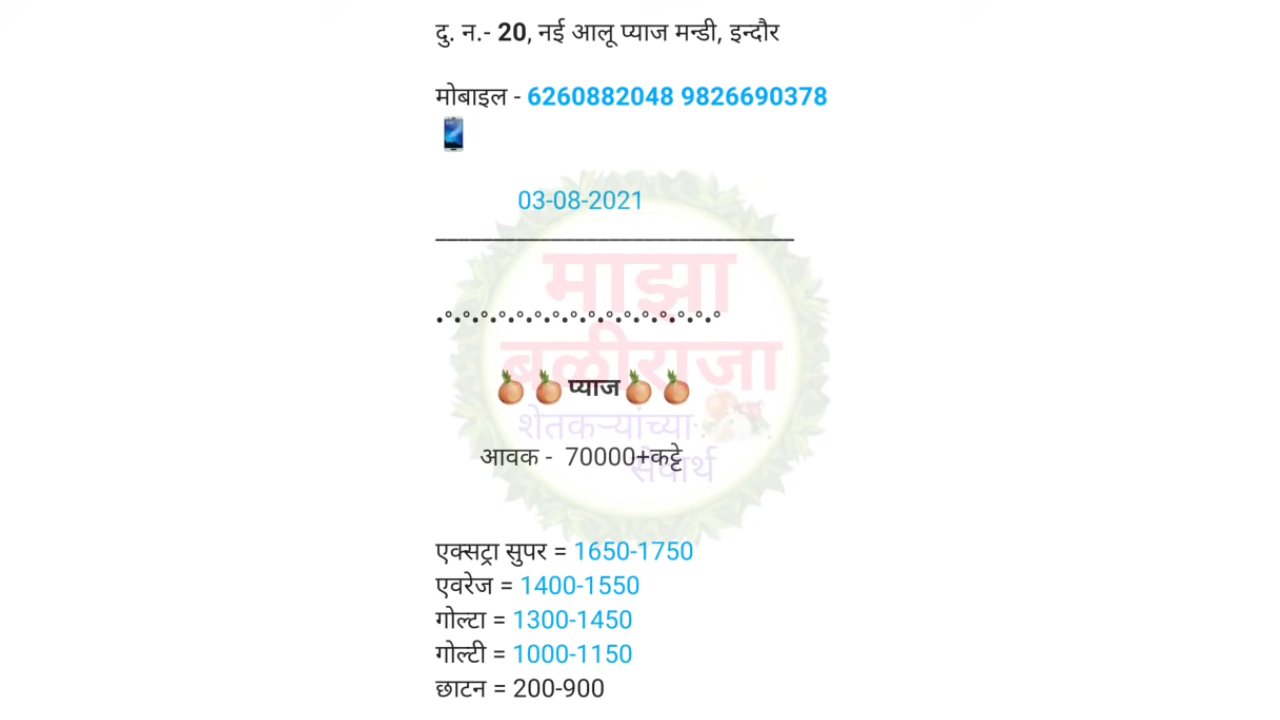 दु. न.- 20, नई आलू प्याज मन्डी, इन्दौर
मोबाइल - 6260882048 9826690378
03-08-2021
माझा
बळीराजा
प्याज
शेतकऱ्यांच्या
आवक - 70000+कट्टे
सेवार्थ
एक्सट्रा सुपर = 1650-1750
एवरेज = 1400-1550
गोल्टा = 1300-1450
गोल्टी = 1000-1150
छाटन = 200-900